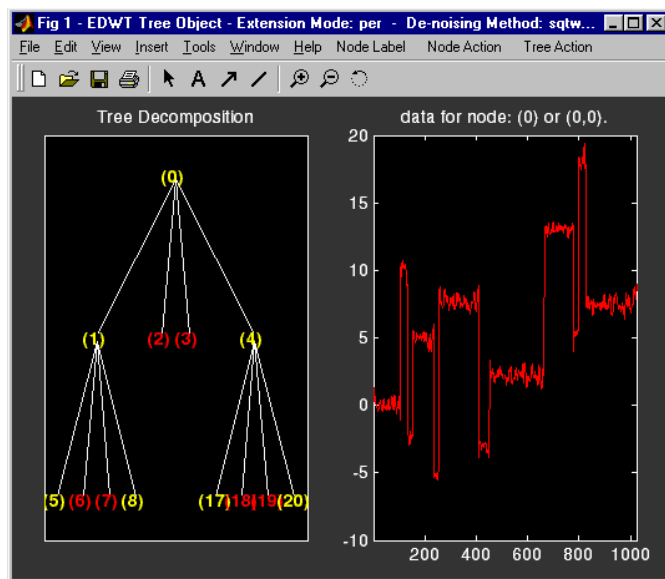 Fig 1 - EDWT Tree Object - Extension Mode: per - De-noising Method: sqtw...
File Edit View Insert Tools Window Help Node Label Node Action Tree Action
A
Tree Decomposition
(0)
(1) (2) (3) (4)
(5) (6) (7) (8) (17) (18) (19) (20)
data for node: (0) or (0,0).
20
15
10
5
0
-5
-10
200 400 600 800 1000